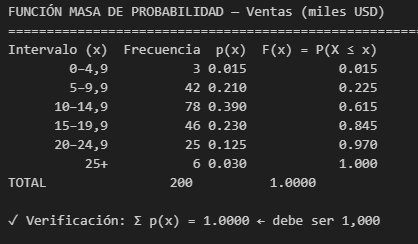 FUNCIÓN MASA DE PROBABILIDAD — Ventas (miles USD)
=====================================================
Intervalo (x) Frecuencia p(x) F(x) = P(X ≤ x)
0–4,9 3 0.015 0.015
5–9,9 42 0.210 0.225
10–14,9 78 0.390 0.615
15–19,9 46 0.230 0.845
20–24,9 25 0.125 0.970
25+ 6 0.030 1.000
TOTAL 200 1.0000
✓ Verificación: Σ p(x) = 1.0000 ← debe ser 1,000